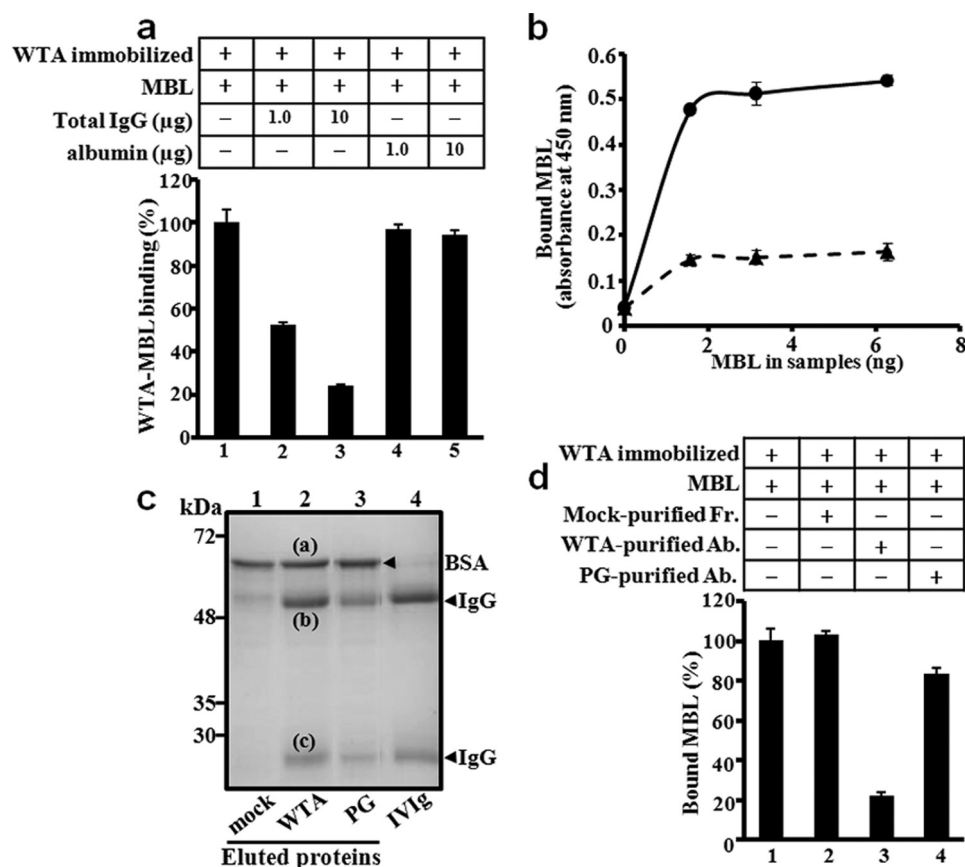 a
WTA immobilized + + + + +
MBL + + + + +
Total IgG (µg) – 1.0 10 – –
albumin (µg) – – – 1.0 10
WTA-MBL binding (%)
120
100
80
60
40
20
0
1 2 3 4 5
b
Bound MBL
(absorbance at 450 nm)
0.6
0.5
0.4
0.3
0.2
0.1
0
0 2 4 6 8
MBL in samples (ng)
c
1 2 3 4
kDa
72
48
35
30
(a)
(b)
(c)
BSA
IgG
IgG
mock WTA PG IVIg
Eluted proteins
d
WTA immobilized + + + +
MBL + + + +
Mock-purified Fr. – + – –
WTA-purified Ab. – – + –
PG-purified Ab. – – – +
Bound MBL (%)
120
100
80
60
40
20
0
1 2 3 4